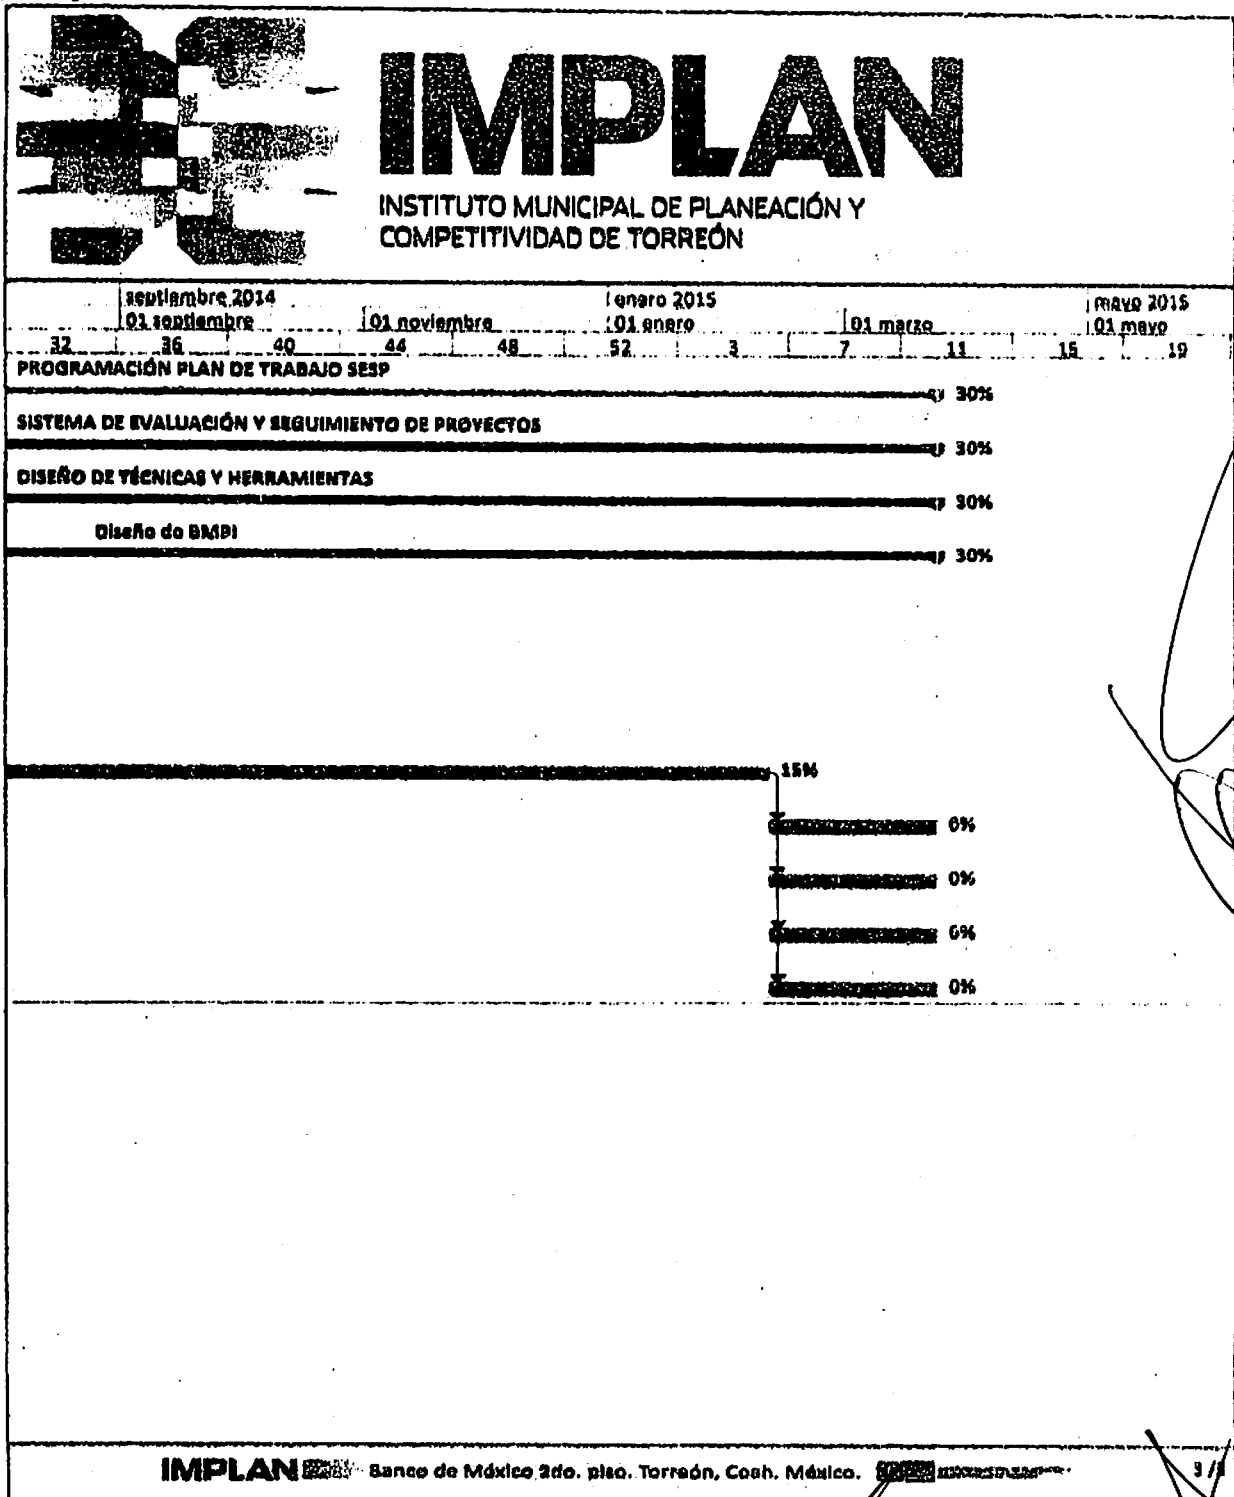 IMPLAN
INSTITUTO MUNICIPAL DE PLANEACIÓN Y
COMPETITIVIDAD DE TORREÓN
septiembre 2014 enero 2015 mayo 2015
01 septiembre 01 noviembre 01 enero 01 marzo 01 mayo
32 36 40 44 48 52 3 7 11 15 19
PROGRAMACIÓN PLAN DE TRABAJO SESP
30%
SISTEMA DE EVALUACIÓN Y SEGUIMIENTO DE PROYECTOS
30%
DISEÑO DE TÉCNICAS Y HERRAMIENTAS
30%
Diseño de BMPI
30%
15%
0%
0%
0%
0%
IMPLAN Banco de México 2do. piso. Torreón, Coah. México.